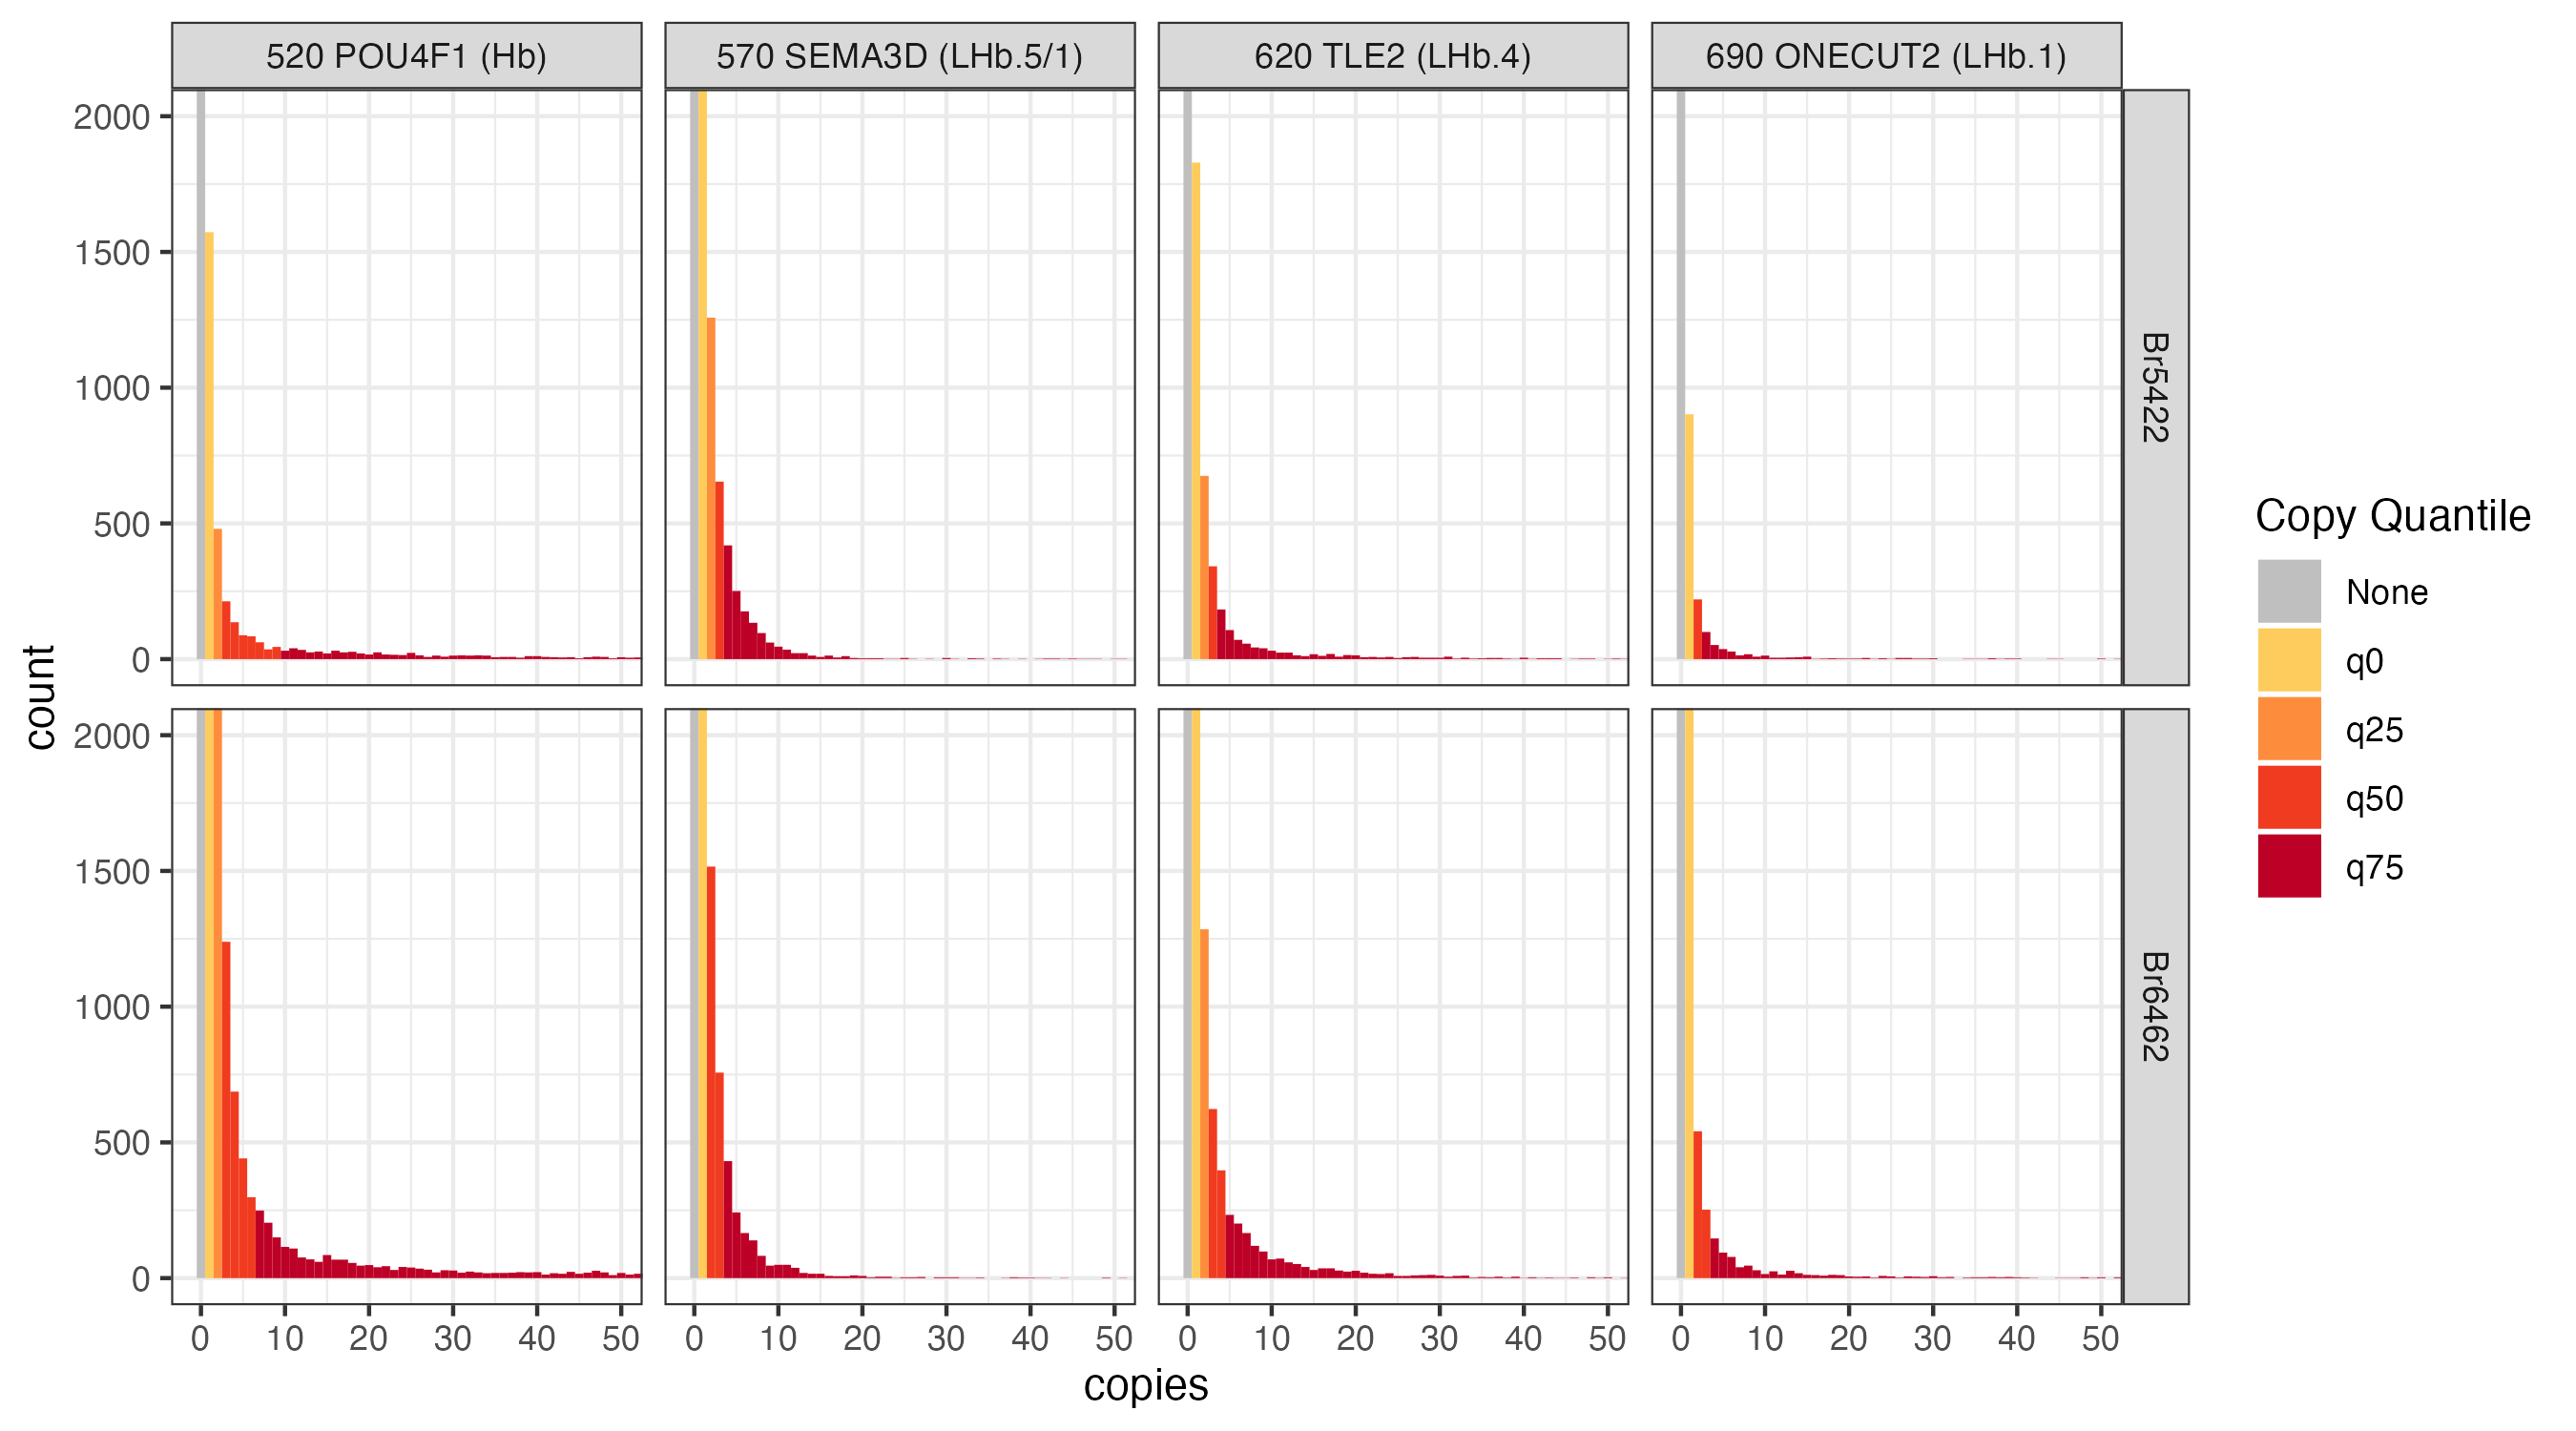 520 POU4F1 (Hb)
570 SEMA3D (LHb.5/1)
620 TLE2 (LHb.4)
690 ONECUT2 (LHb.1)
2000
1500
1000
500
0
Br5422
2000
1500
1000
500
0
Br6462
count
0 10 20 30 40 50
0 10 20 30 40 50
0 10 20 30 40 50
0 10 20 30 40 50
copies
Copy Quantile
None
q0
q25
q50
q75